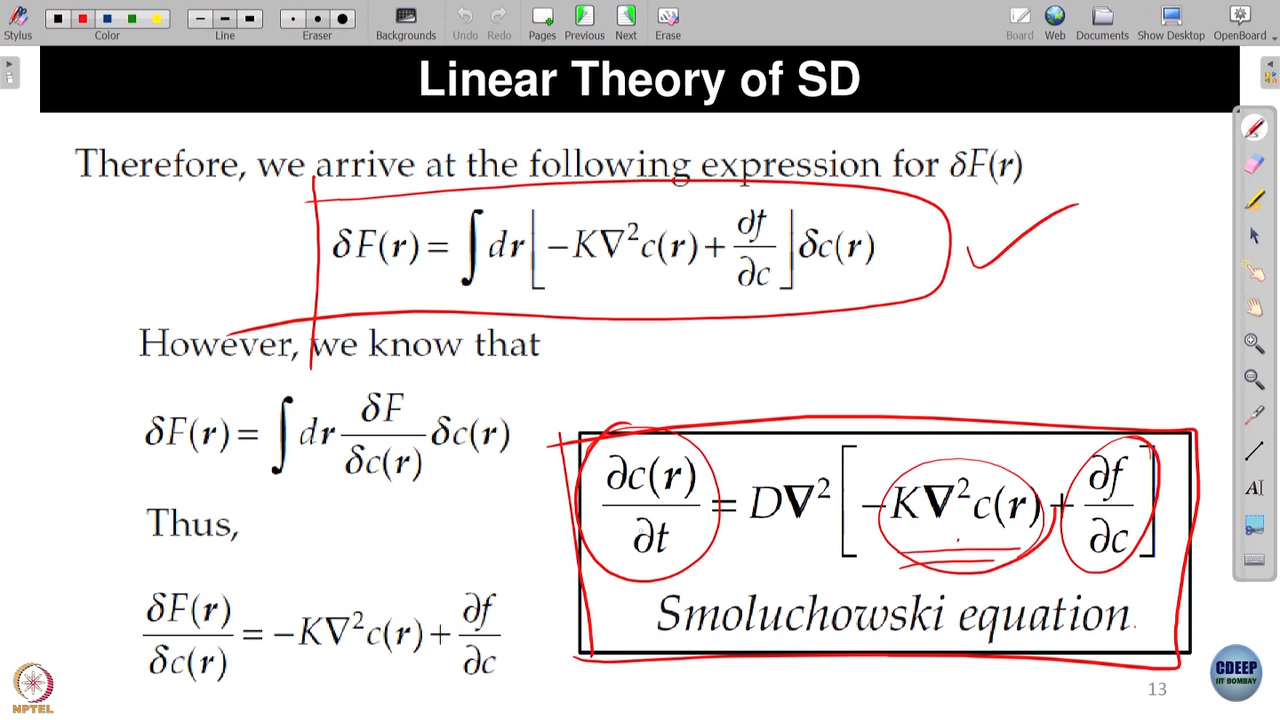 Stylus Color Line Eraser Backgrounds Undo Redo Pages Previous Next Erase Board Web Documents Show Desktop OpenBoard
Linear Theory of SD
Therefore, we arrive at the following expression for δF(r)
δF(r) = ∫ dr [ −K∇²c(r) + ∂f/∂c ] δc(r)
However, we know that
δF(r) = ∫ dr δF/δc(r) δc(r)
∂c(r)/∂t = D∇² [ −K∇²c(r) + ∂f/∂c ]
Thus,
Smoluchowski equation.
δF(r)/δc(r) = −K∇²c(r) + ∂f/∂c
NPTEL
13
CDEEP
IIT BOMBAY